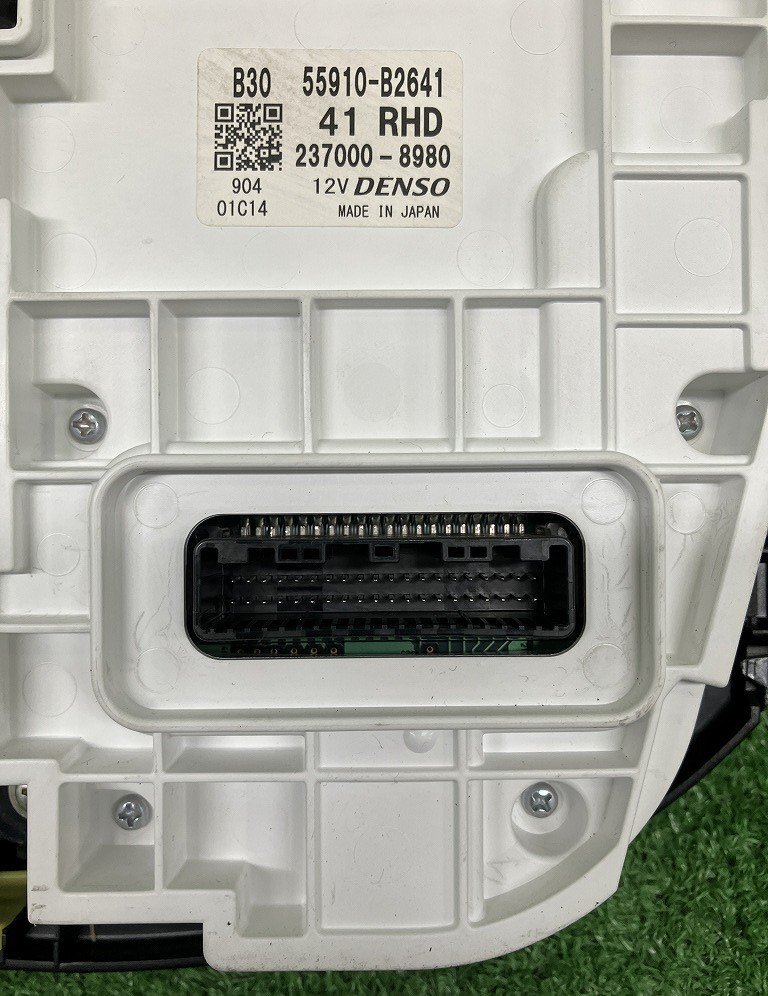 B30 55910-B2641
41 RHD
237000-8980
904 12V DENSO
01C14 MADE IN JAPAN